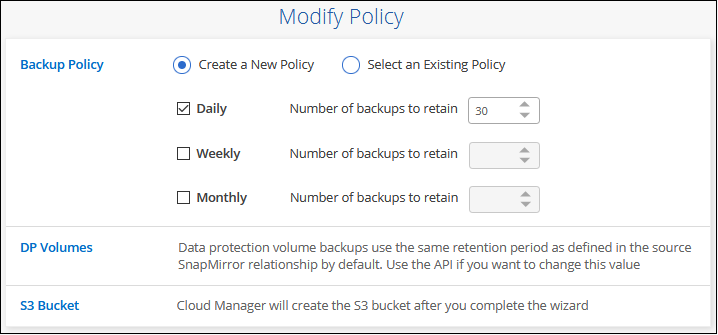 Modify Policy
Backup Policy Create a New Policy Select an Existing Policy
Daily Number of backups to retain 30
Weekly Number of backups to retain
Monthly Number of backups to retain
DP Volumes Data protection volume backups use the same retention period as defined in the source
SnapMirror relationship by default. Use the API if you want to change this value
S3 Bucket Cloud Manager will create the S3 bucket after you complete the wizard